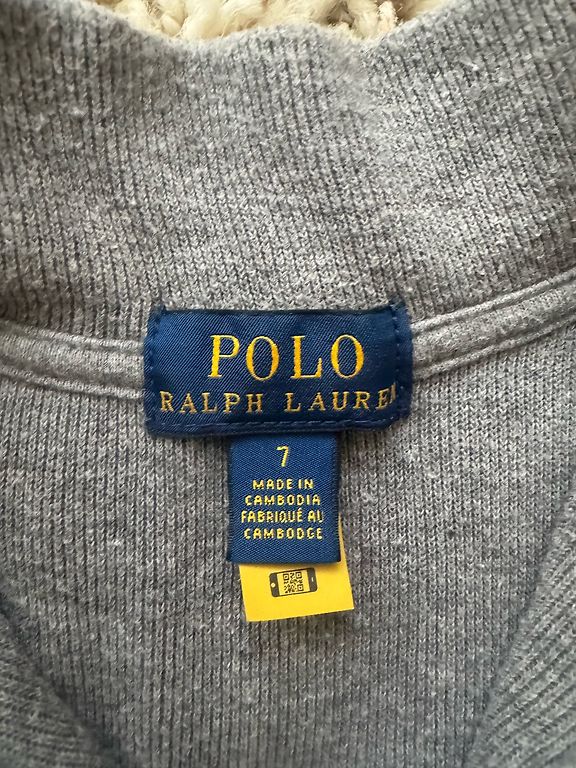 POLO
RALPH LAUREN
7
MADE IN
CAMBODIA
FABRIQUÉ AU
CAMBODGE